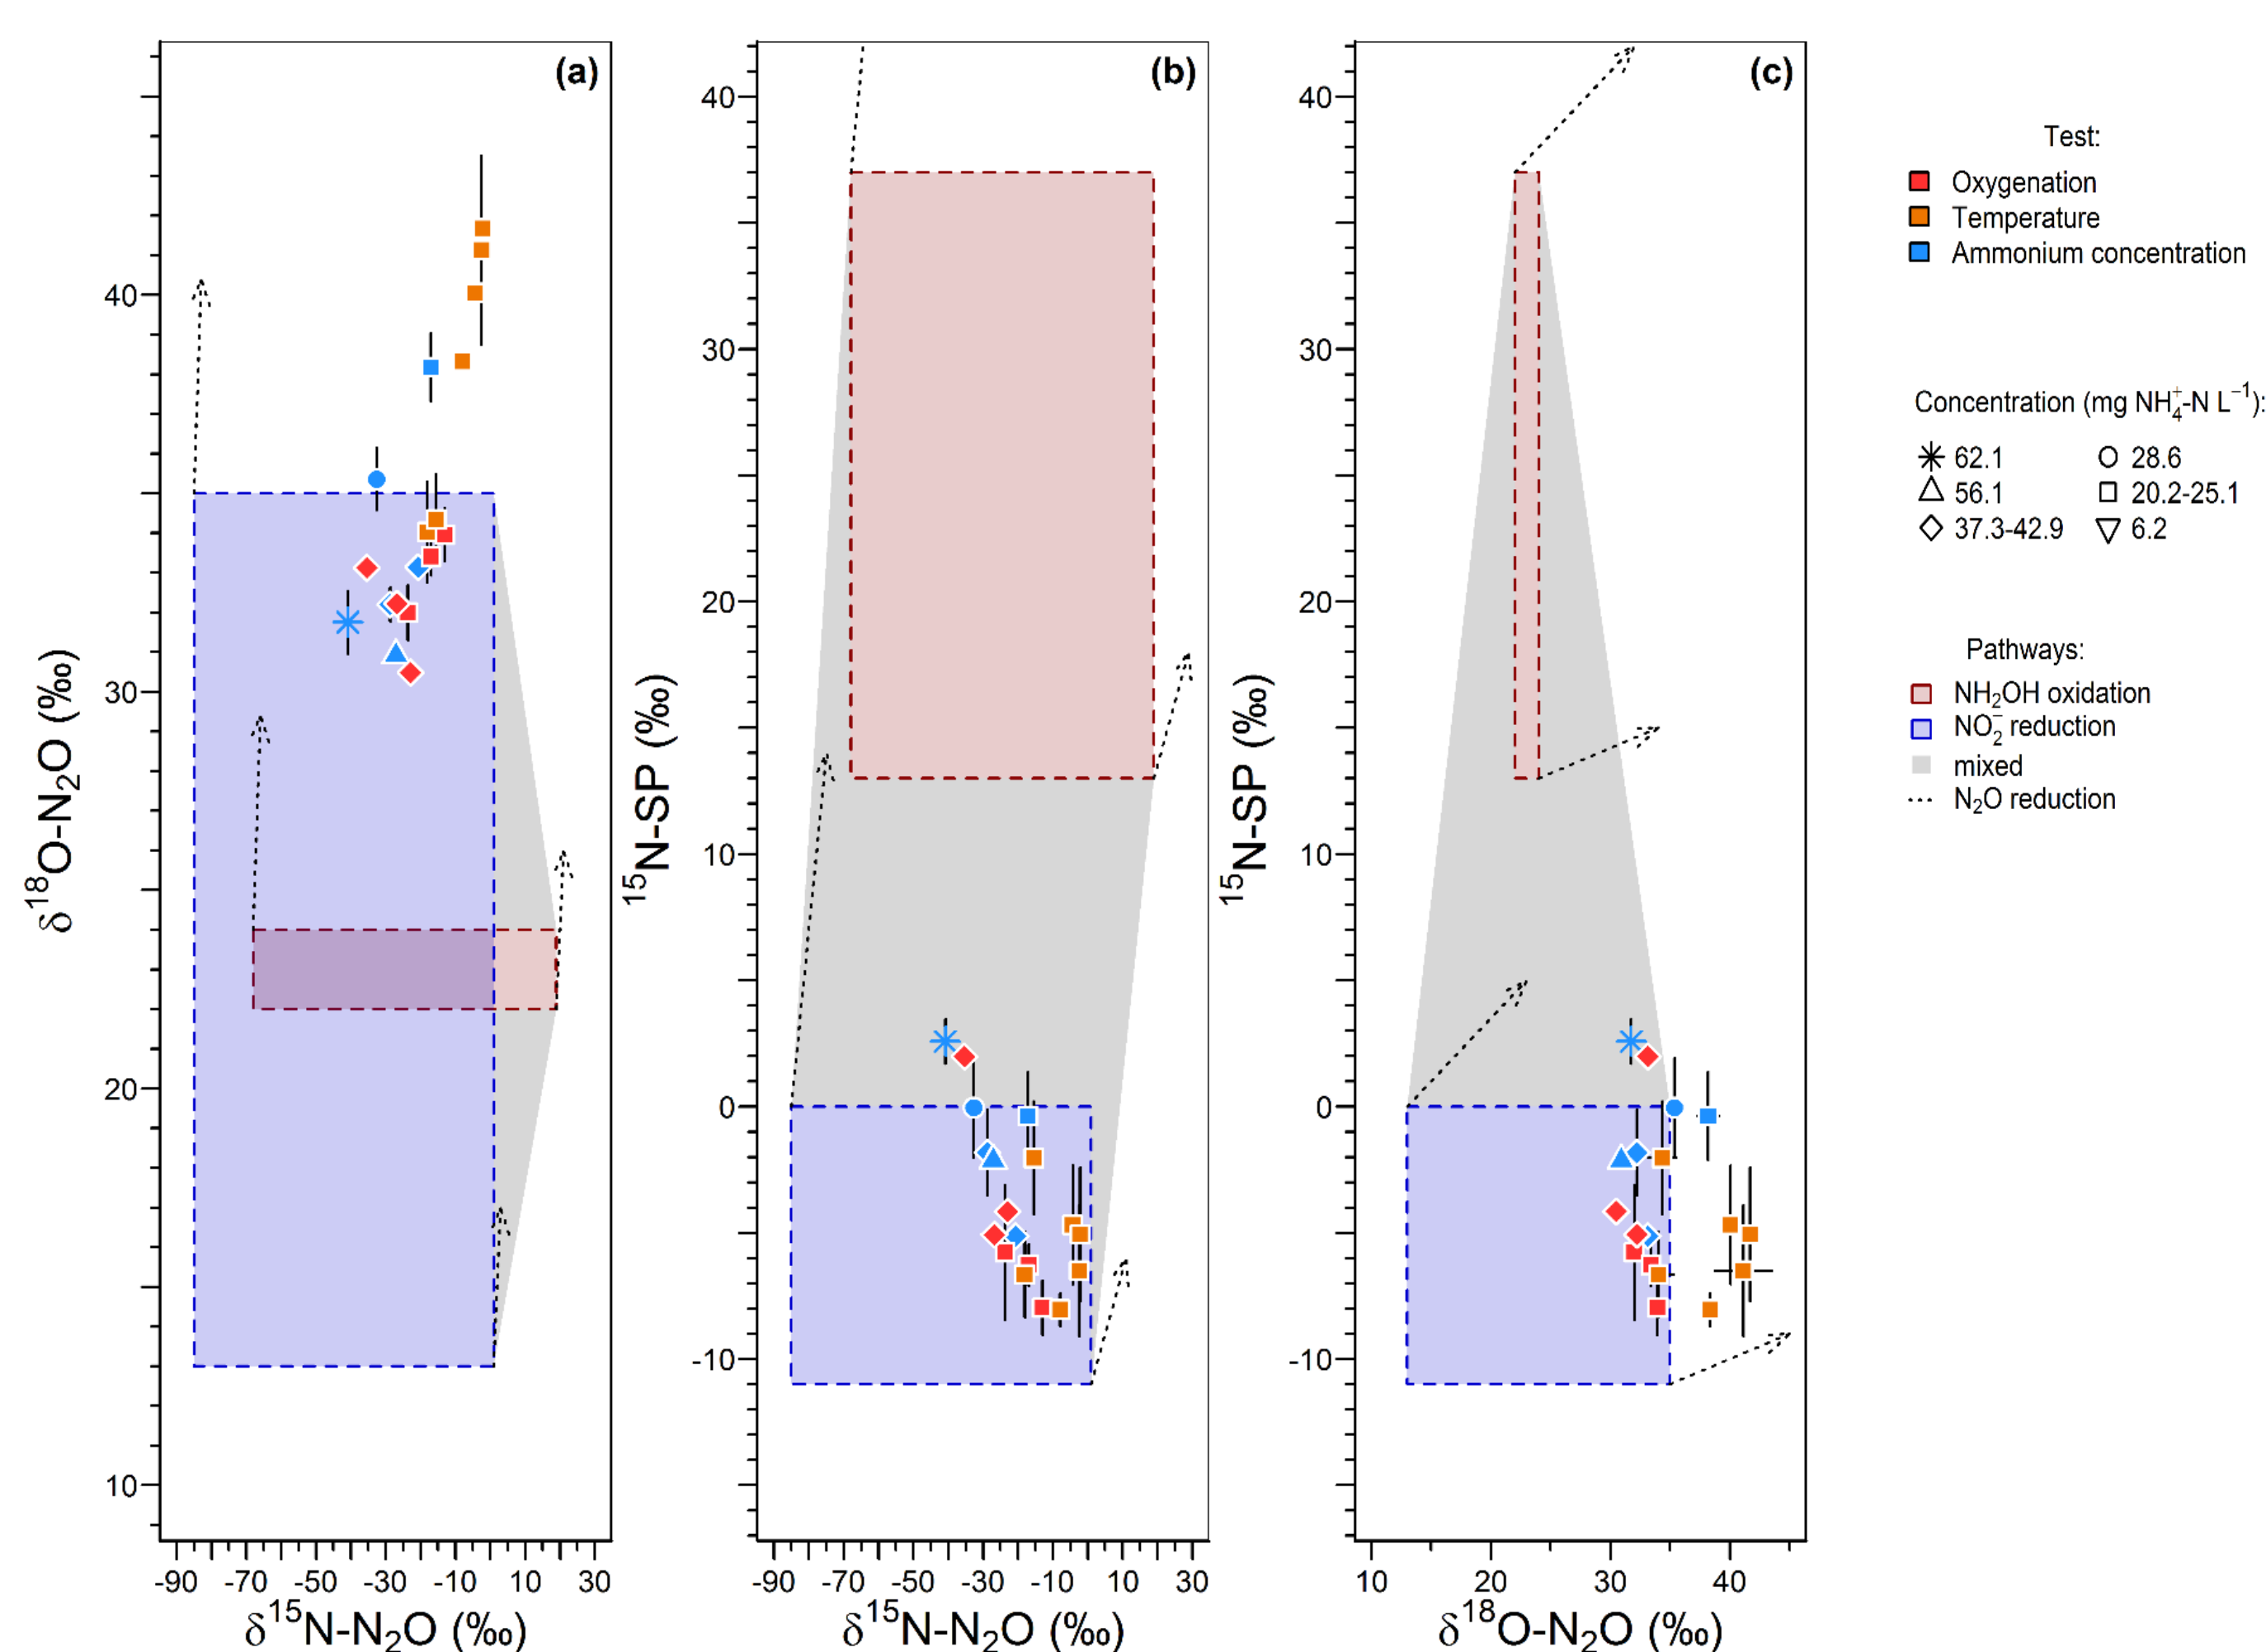 (a)
40
30
20
10
-90 -70 -50 -30 -10 10 30
δ¹⁸O-N₂O (‰)
δ¹⁵N-N₂O (‰)
(b)
40
30
20
10
0
-10
-90 -70 -50 -30 -10 10 30
¹⁵N-SP (‰)
δ¹⁵N-N₂O (‰)
(c)
40
30
20
10
0
-10
10 20 30 40
¹⁵N-SP (‰)
δ¹⁸O-N₂O (‰)
Test:
Oxygenation
Temperature
Ammonium concentration
Concentration (mg NH₄⁺-N L⁻¹):
62.1 28.6
56.1 20.2-25.1
37.3-42.9 6.2
Pathways:
NH₂OH oxidation
NO₂⁻ reduction
mixed
N₂O reduction